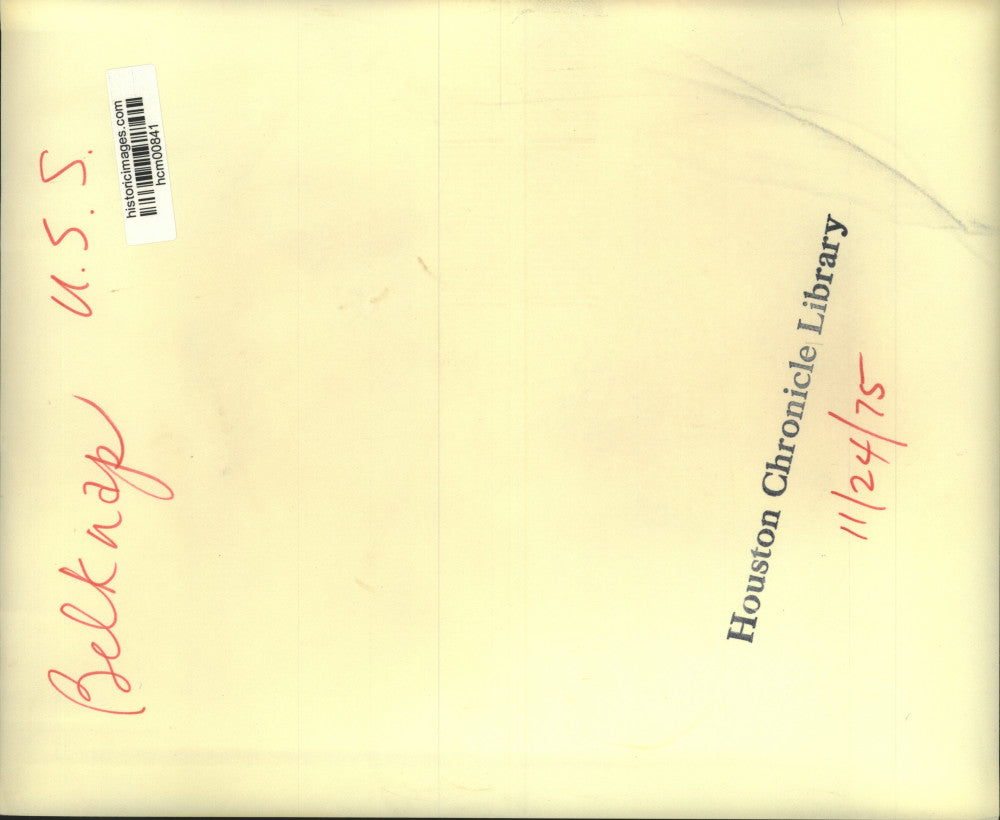 Belknap U.S.S.
historicimages.com
hcm00841
Houston Chronicle Library
11/24/75